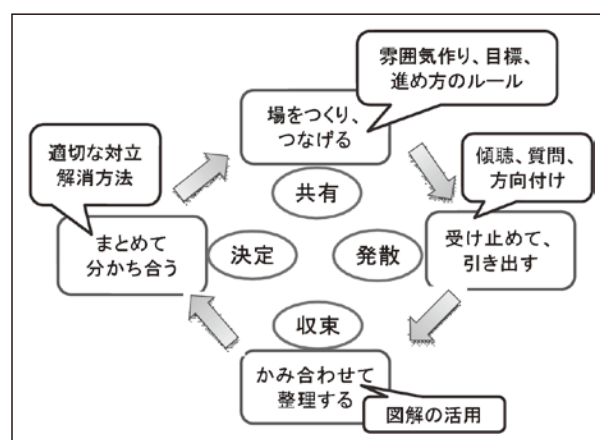 雰囲気作り、目標、
進め方のルール
場をつくり、
つなげる
共有
傾聴、質問、
方向付け
受け止めて、
引き出す
発散
収束
かみ合わせて
整理する
図解の活用
適切な対立
解消方法
まとめて
分かち合う
決定